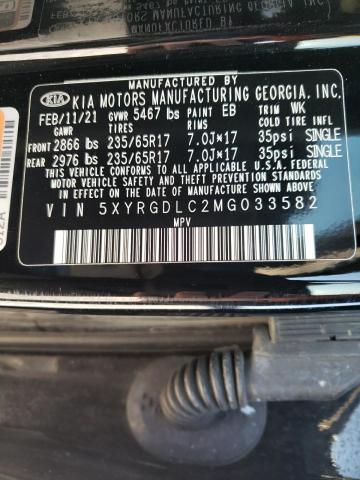 MANUFACTURED BY
KIA KIA MOTORS MANUFACTURING GEORGIA, INC.
FEB/11/21 GVWR 5467 lbs PAINT EB TRIM WK
GAWR TIRES RIMS COLD TIRE INFL
FRONT 2866 lbs 235/65R17 7.0J*17 35psi SINGLE
REAR 2976 lbs 235/65R17 7.0J*17 35psi SINGLE
THIS VEHICLE CONFORMS TO ALL APPLICABLE
U.S.A. FEDERAL MOTOR VEHICLE SAFETY, BUMPER, AND
THEFT PREVENTION STANDARDS IN EFFECT ON THE
DATE OF MANUFACTURE SHOWN ABOVE.
VIN 5XYRGDLC2MG033582
MPV